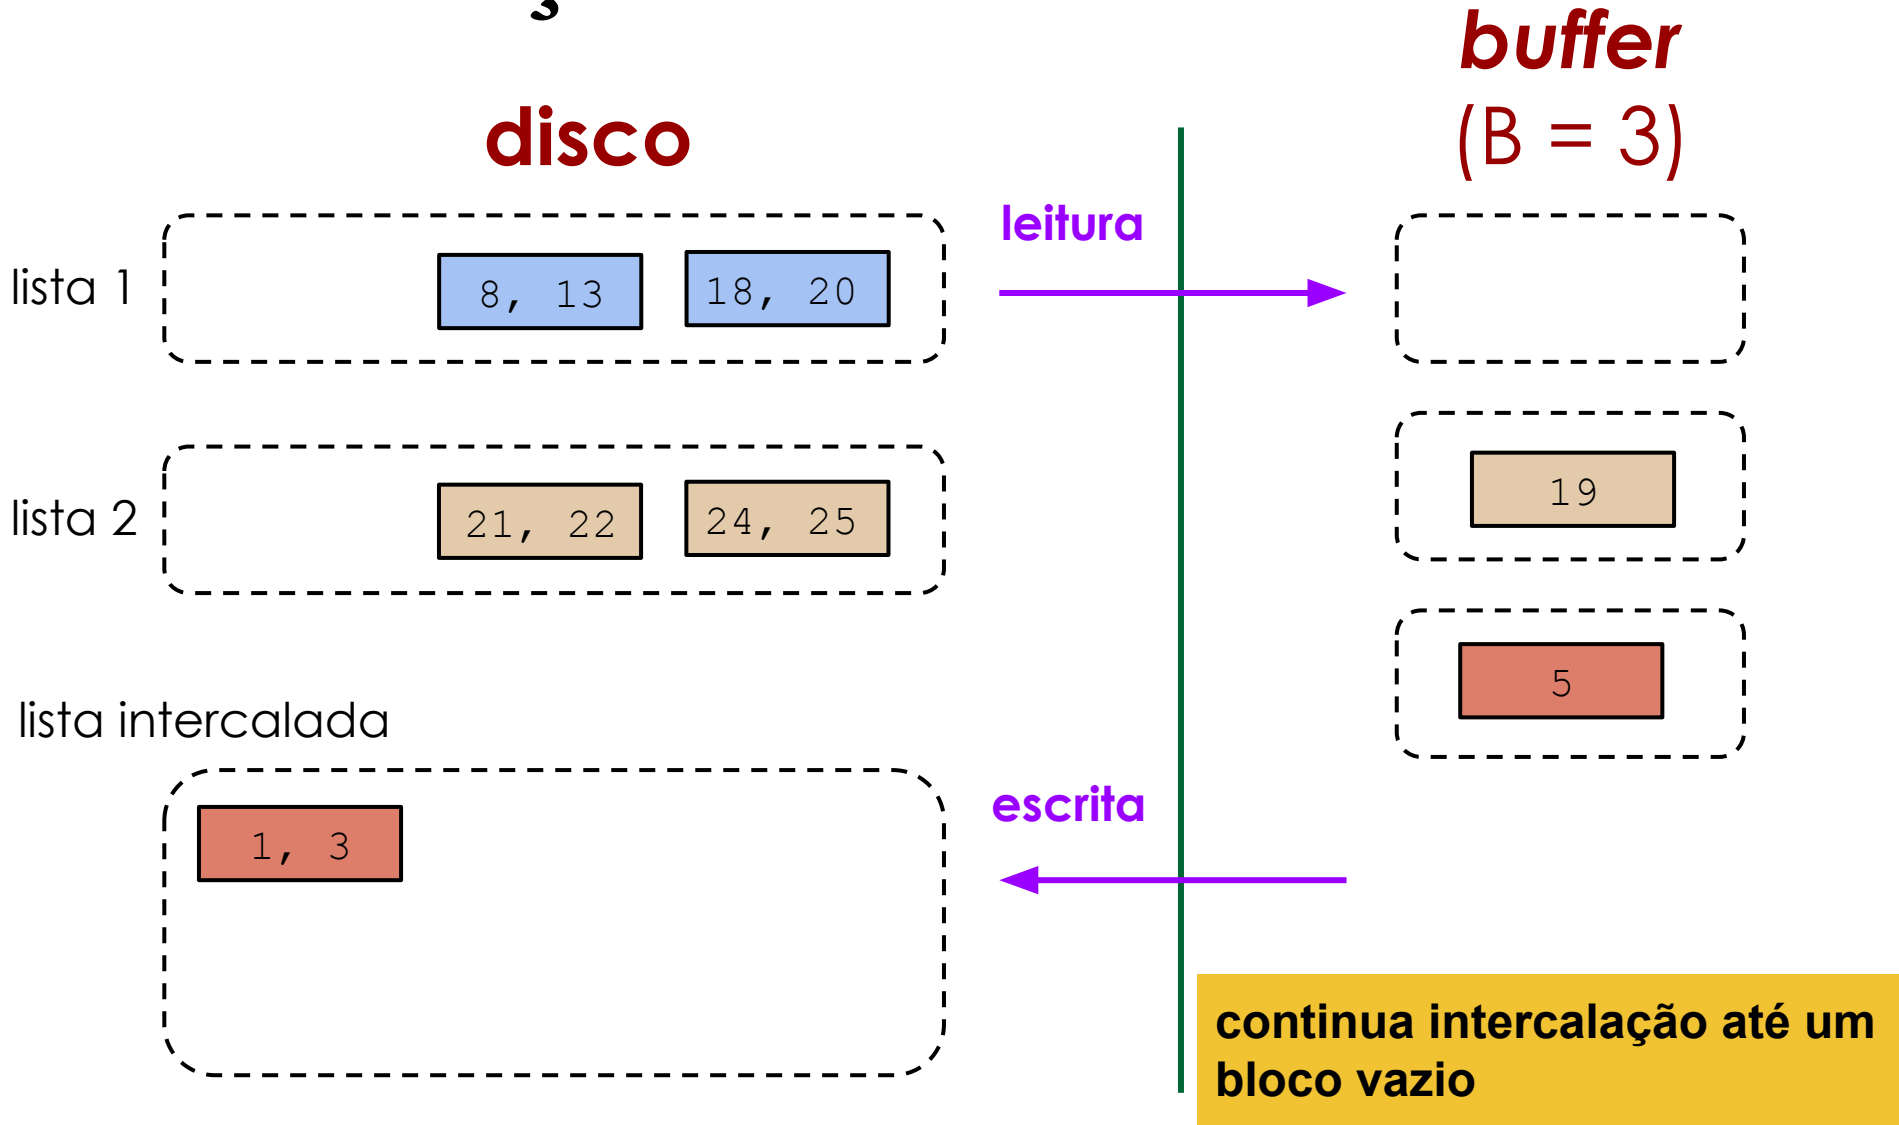 buffer
disco
(B = 3)
leitura
lista 1
8, 13
18, 20
lista 2
21, 22
24, 25
19
5
lista intercalada
1, 3
escrita
continua intercalação até um
bloco vazio